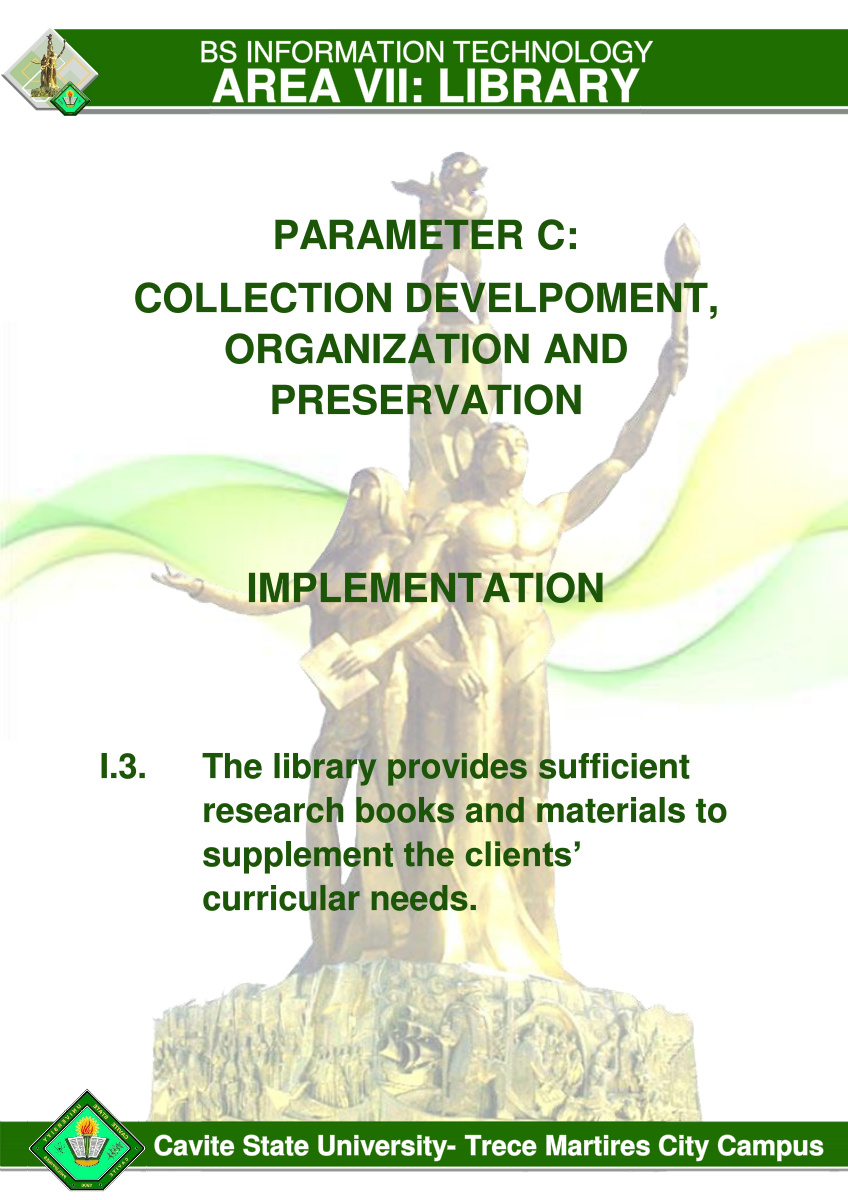 BS INFORMATION TECHNOLOGY
AREA VII: LIBRARY
PARAMETER C:
COLLECTION DEVELPOMENT,
ORGANIZATION AND
PRESERVATION
IMPLEMENTATION
I.3. The library provides sufficient
research books and materials to
supplement the clients’
curricular needs.
Cavite State University- Trece Martires City Campus